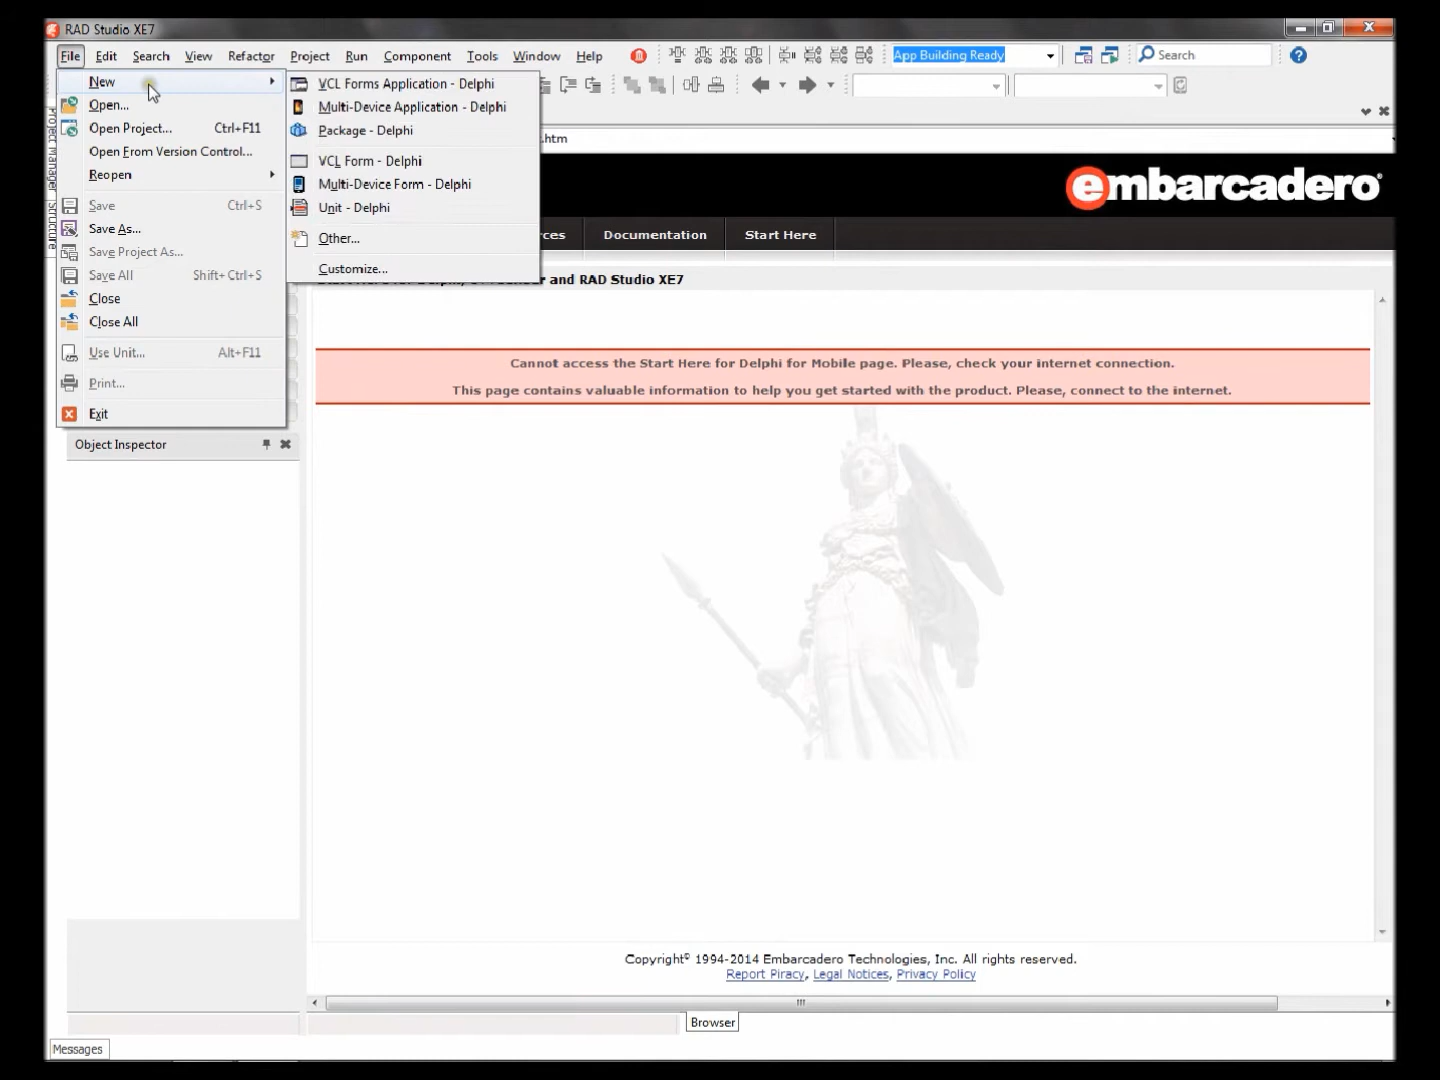 RAD Studio XE7
File Edit Search View Refactor Project Run Component Tools Window Help App Building Ready Search
New
Open...
Open Project... Ctrl+F11
Open From Version Control...
Reopen
Save Ctrl+S
Save As...
Save Project As...
Save All Shift+Ctrl+S
Close
Close All
Use Unit... Alt+F11
Print...
Exit
VCL Forms Application - Delphi
Multi-Device Application - Delphi
Package - Delphi
VCL Form - Delphi
Multi-Device Form - Delphi
Unit - Delphi
Other...
Customize...
Project Manager
Structure
.htm
embarcadero
Documentation Start Here
and RAD Studio XE7
Cannot access the Start Here for Delphi for Mobile page. Please, check your internet connection.
This page contains valuable information to help you get started with the product. Please, connect to the internet.
Object Inspector
Copyright© 1994-2014 Embarcadero Technologies, Inc. All rights reserved.
Report Piracy, Legal Notices, Privacy Policy
Browser
Messages